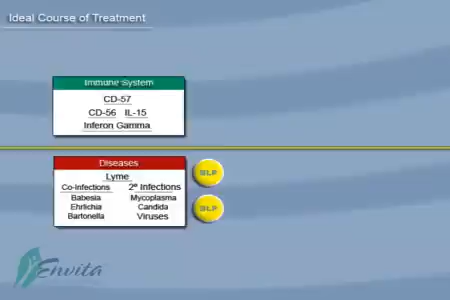 Ideal Course of Treatment
Immune System
CD-57
CD-56 IL-15
Inferon Gamma
Diseases
Lyme
Co-Infections 2º Infections
Babesia Mycoplasma
Ehrlichia Candida
Bartonella Viruses
Envita